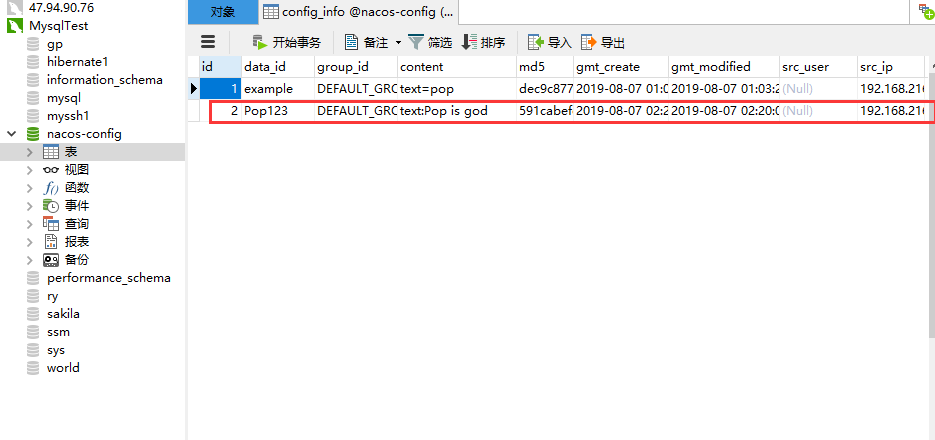 47.94.90.76
MysqlTest
gp
hibernate1
information_schema
mysql
myssh1
nacos-config
表
视图
f() 函数
事件
查询
报表
备份
performance_schema
ry
sakila
ssm
sys
world
对象 config_info @nacos-config (...
开始事务 备注 筛选 排序 导入 导出
id data_id group_id content md5 gmt_create gmt_modified src_user src_ip
1 example DEFAULT_GRO text=pop dec9c877 2019-08-07 01:0 2019-08-07 01:03:2 (Null) 192.168.216
2 Pop123 DEFAULT_GRO text:Pop is god 591cabef 2019-08-07 02:2 2019-08-07 02:20:0 (Null) 192.168.216